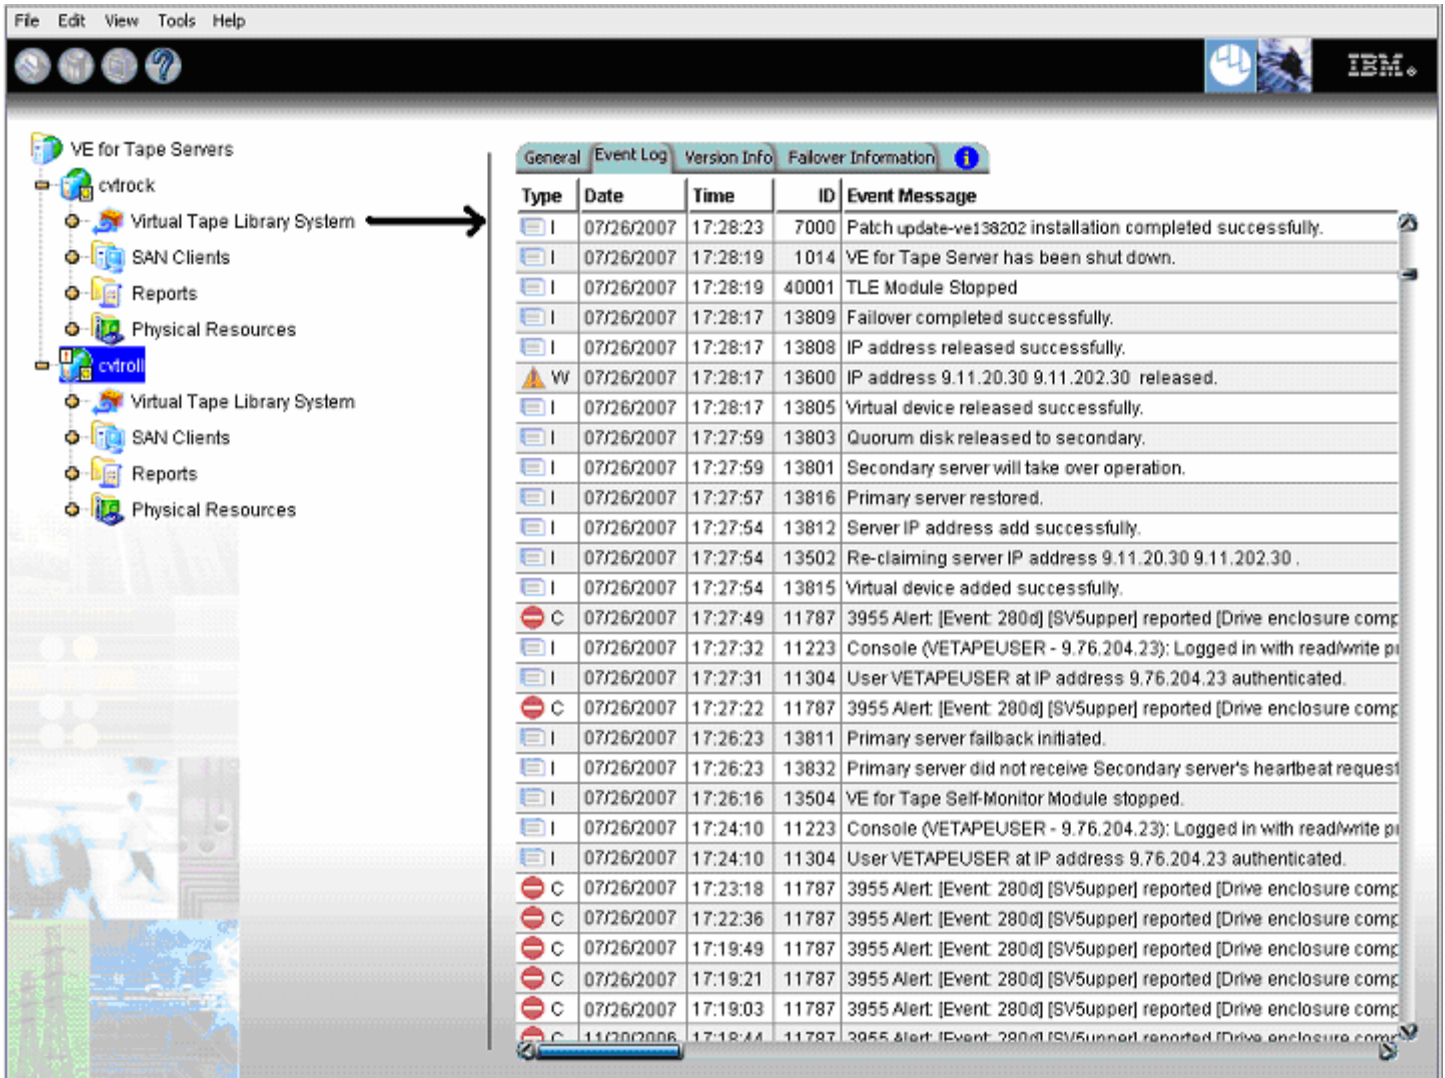 File Edit View Tools Help
IBM
VE for Tape Servers
cvtrock
Virtual Tape Library System
SAN Clients
Reports
Physical Resources
cvtroll
Virtual Tape Library System
SAN Clients
Reports
Physical Resources
General Event Log Version Info Failover Information
Type Date Time ID Event Message
I 07/26/2007 17:28:23 7000 Patch update-ve138202 installation completed successfully.
I 07/26/2007 17:28:19 1014 VE for Tape Server has been shut down.
I 07/26/2007 17:28:19 40001 TLE Module Stopped
I 07/26/2007 17:28:17 13809 Failover completed successfully.
I 07/26/2007 17:28:17 13808 IP address released successfully.
W 07/26/2007 17:28:17 13600 IP address 9.11.20.30 9.11.202.30 released.
I 07/26/2007 17:28:17 13805 Virtual device released successfully.
I 07/26/2007 17:27:59 13803 Quorum disk released to secondary.
I 07/26/2007 17:27:59 13801 Secondary server will take over operation.
I 07/26/2007 17:27:57 13816 Primary server restored.
I 07/26/2007 17:27:54 13812 Server IP address add successfully.
I 07/26/2007 17:27:54 13502 Re-claiming server IP address 9.11.20.30 9.11.202.30 .
I 07/26/2007 17:27:54 13815 Virtual device added successfully.
C 07/26/2007 17:27:49 11787 3955 Alert: [Event: 280d] [SV5upper] reported [Drive enclosure comp
I 07/26/2007 17:27:32 11223 Console (VETAPEUSER - 9.76.204.23): Logged in with read/write pr
I 07/26/2007 17:27:31 11304 User VETAPEUSER at IP address 9.76.204.23 authenticated.
C 07/26/2007 17:27:22 11787 3955 Alert: [Event: 280d] [SV5upper] reported [Drive enclosure comp
I 07/26/2007 17:26:23 13811 Primary server failback initiated.
I 07/26/2007 17:26:23 13832 Primary server did not receive Secondary server's heartbeat request
I 07/26/2007 17:26:16 13504 VE for Tape Self-Monitor Module stopped.
I 07/26/2007 17:24:10 11223 Console (VETAPEUSER - 9.76.204.23): Logged in with read/write pr
I 07/26/2007 17:24:10 11304 User VETAPEUSER at IP address 9.76.204.23 authenticated.
C 07/26/2007 17:23:18 11787 3955 Alert: [Event: 280d] [SV5upper] reported [Drive enclosure comp
C 07/26/2007 17:22:36 11787 3955 Alert: [Event: 280d] [SV5upper] reported [Drive enclosure comp
C 07/26/2007 17:19:49 11787 3955 Alert: [Event: 280d] [SV5upper] reported [Drive enclosure comp
C 07/26/2007 17:19:21 11787 3955 Alert: [Event: 280d] [SV5upper] reported [Drive enclosure comp
C 07/26/2007 17:19:03 11787 3955 Alert: [Event: 280d] [SV5upper] reported [Drive enclosure comp
C 11/20/2006 17:18:44 11787 3955 Alert: [Event: 280d] [SV5upper] reported [Drive enclosure comp